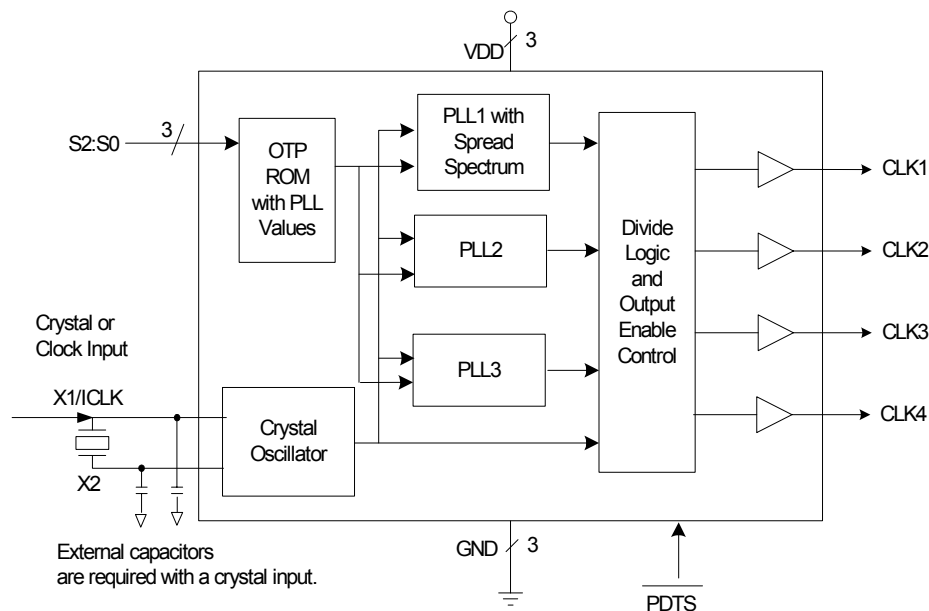 VDD
3
S2:S0
3
OTP
ROM
with PLL
Values
PLL1 with
Spread
Spectrum
PLL2
PLL3
Divide
Logic
and
Output
Enable
Control
CLK1
CLK2
CLK3
CLK4
Crystal or
Clock Input
X1/ICLK
X2
Crystal
Oscillator
External capacitors
are required with a crystal input.
GND
3
PDTS